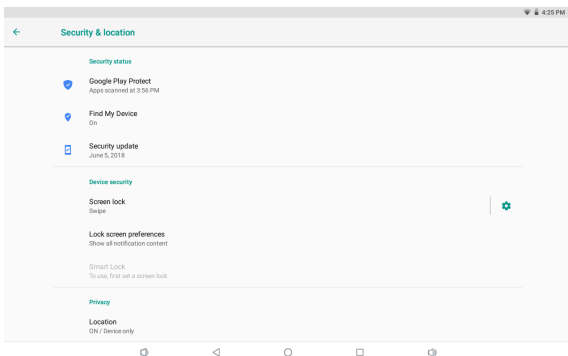 4:25 PM
Security & location
Security status
Google Play Protect
Apps scanned at 3:56 PM
Find My Device
On
Security update
June 5, 2018
Device security
Screen lock
Swipe
Lock screen preferences
Show all notification content
Smart Lock
To use, first set a screen lock
Privacy
Location
ON / Device only